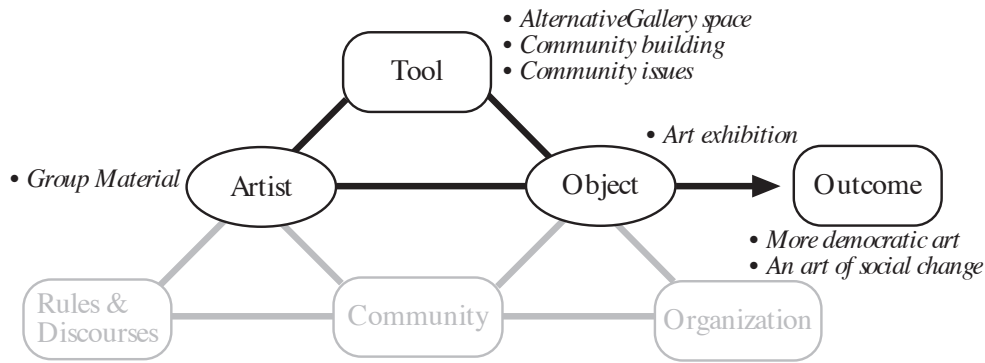 • AlternativeGallery space
• Community building
• Community issues
Tool
• Art exhibition
• Group Material
Artist
Object
Outcome
• More democratic art
• An art of social change
Rules &
Discourses
Community
Organization